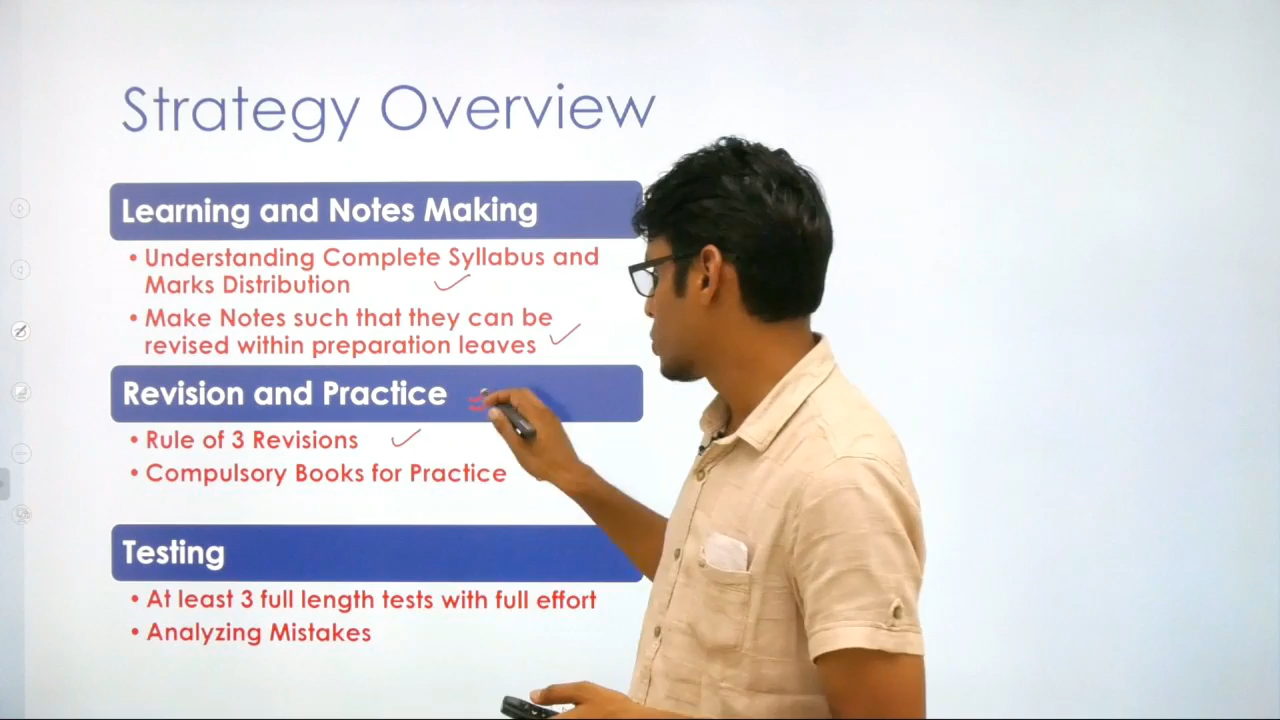 Strategy Overview
Learning and Notes Making
• Understanding Complete Syllabus and
Marks Distribution
• Make Notes such that they can be
revised within preparation leaves
Revision and Practice
• Rule of 3 Revisions
• Compulsory Books for Practice
Testing
• At least 3 full length tests with full effort
• Analyzing Mistakes